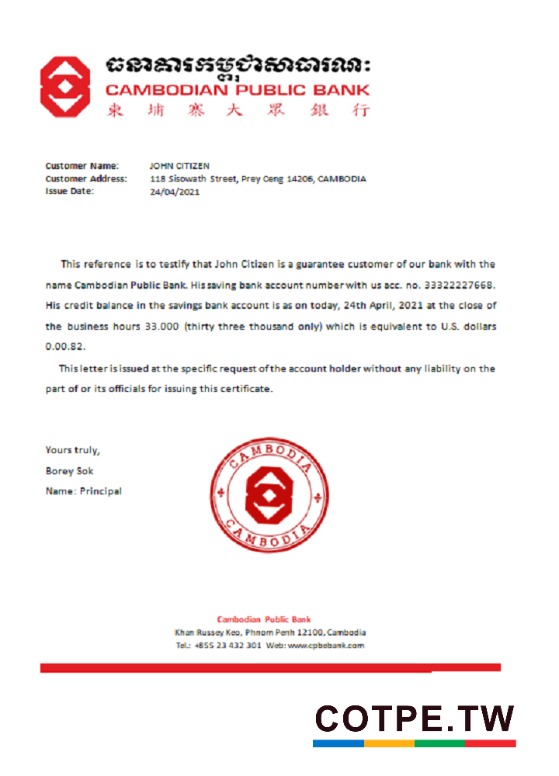 ធនាគារកម្ពុជាសាធារណៈ
CAMBODIAN PUBLIC BANK
柬埔寨大眾銀行
Customer Name: JOHN CITIZEN
Customer Address: 118 Sisowath Street, Prey Ceng 14206, CAMBODIA
Issue Date: 24/04/2021
This reference is to testify that John Citizen is a guarantee customer of our bank with the
name Cambodian Public Bank. His saving bank account number with us acc. no. 33322227668.
His credit balance in the savings bank account is as on today, 24th April, 2021 at the close of
the business hours 33.000 (thirty three thousand only) which is equivalent to U.S. dollars
0.00.82.
This letter is issued at the specific request of the account holder without any liability on the
part of or its officials for issuing this certificate.
Yours truly,
Borey Sok
Name: Principal
CAMBODIA
CAMBODIA
Cambodian Public Bank
Khan Russey Keo, Phnom Penh 12100, Cambodia
Tel.: +855 23 432 301 Web: www.cpbebank.com
COTPE.TW